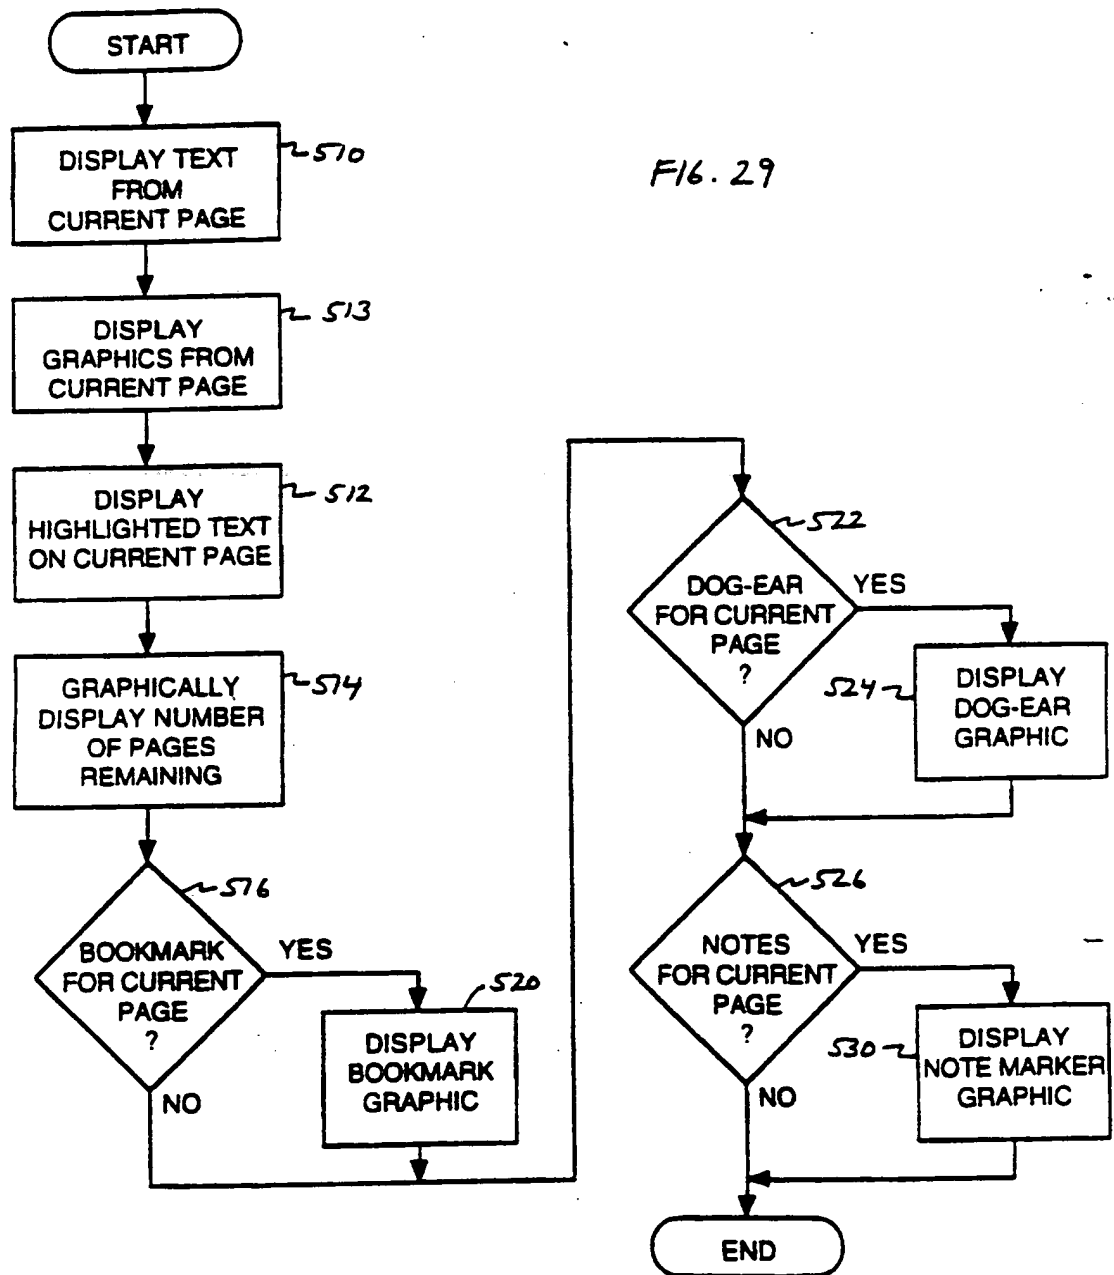 START
DISPLAY TEXT
FROM
CURRENT PAGE
510
FIG. 29
DISPLAY
GRAPHICS FROM
CURRENT PAGE
513
DISPLAY
HIGHLIGHTED TEXT
ON CURRENT PAGE
512
GRAPHICALLY
DISPLAY NUMBER
OF PAGES
REMAINING
514
BOOKMARK
FOR CURRENT
PAGE
?
516
YES
NO
520
DISPLAY
BOOKMARK
GRAPHIC
522
DOG-EAR
FOR CURRENT
PAGE
?
YES
NO
524
DISPLAY
DOG-EAR
GRAPHIC
526
NOTES
FOR CURRENT
PAGE
?
YES
NO
530
DISPLAY
NOTE MARKER
GRAPHIC
END